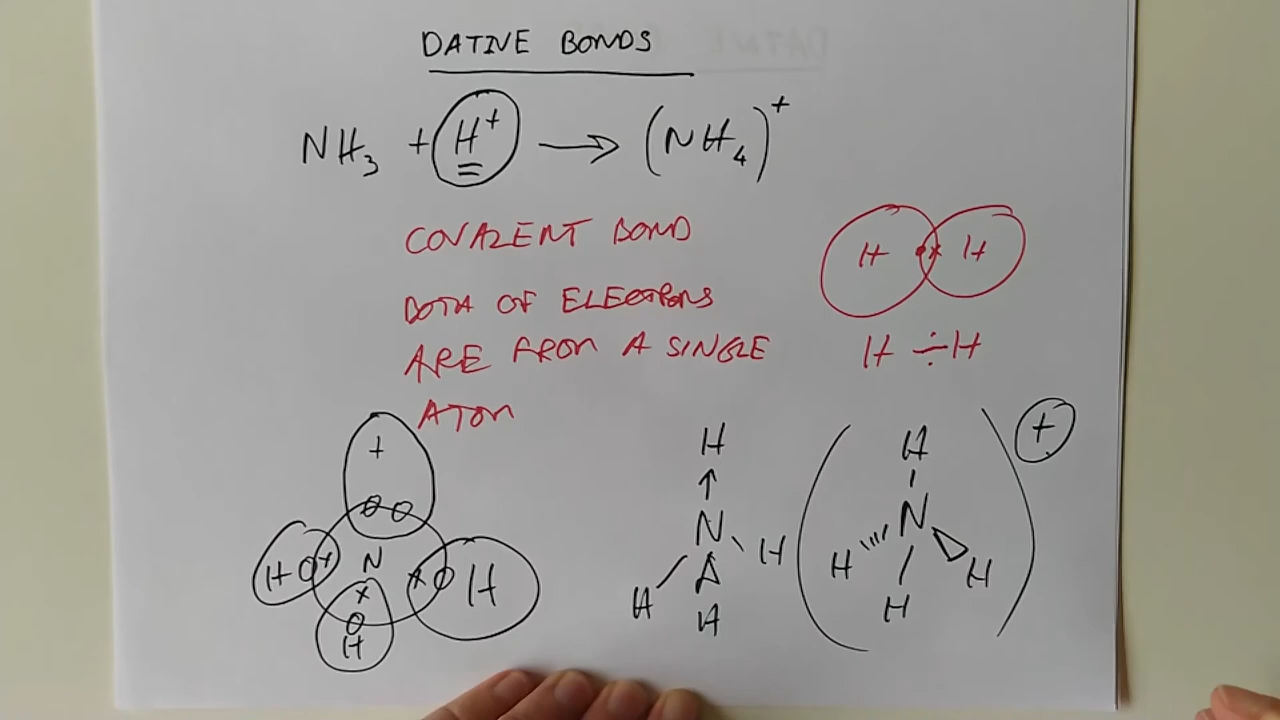 DATIVE BONDS
NH₃ + H⁺ → (NH₄)⁺
COVALENT BOND
BOTH OF ELECTRONS
ARE FROM A SINGLE
ATOM
H H
H ÷ H
+
N
H
H
H
H
N
H
H
H
H
N
H
H
H
+